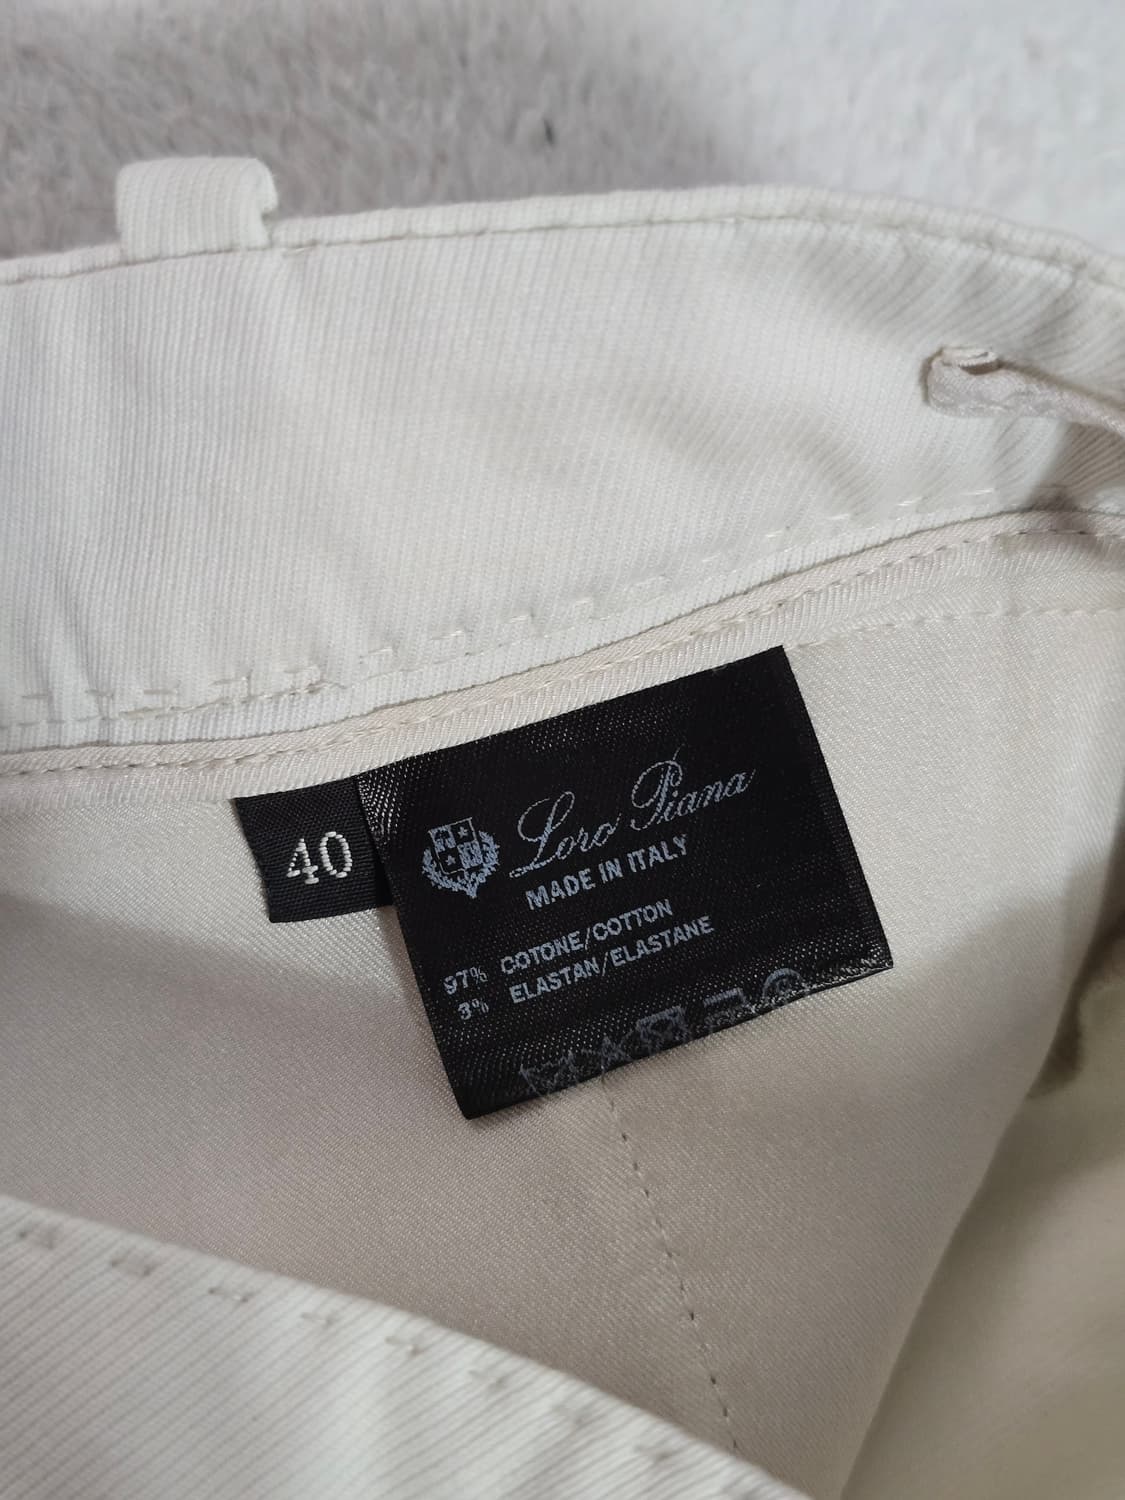 40
Loro Piana
MADE IN ITALY
97% COTONE/COTTON
3% ELASTAN/ELASTANE